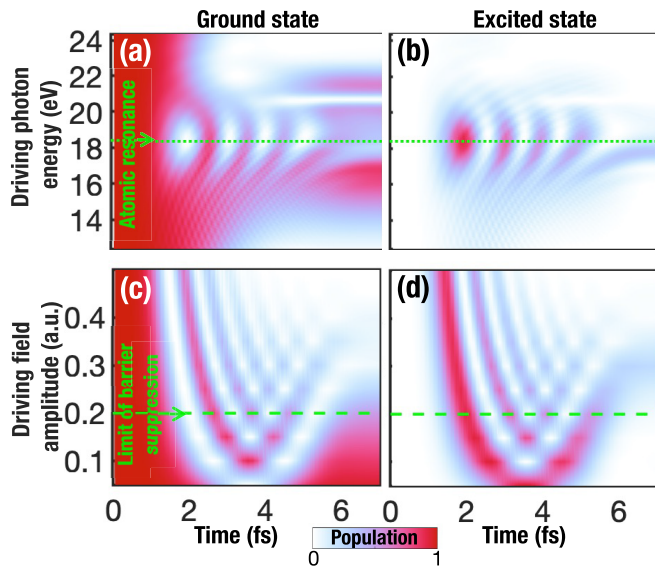 Ground state
Excited state
Driving photon
energy (eV)
24
22
20
18
16
14
(a)
Atomic resonance
(b)
Driving field
amplitude (a.u.)
0.4
0.3
0.2
0.1
(c)
Limit of barrier
suppression
(d)
0 2 4 6
0 2 4 6
Time (fs)
Time (fs)
Population
0 1